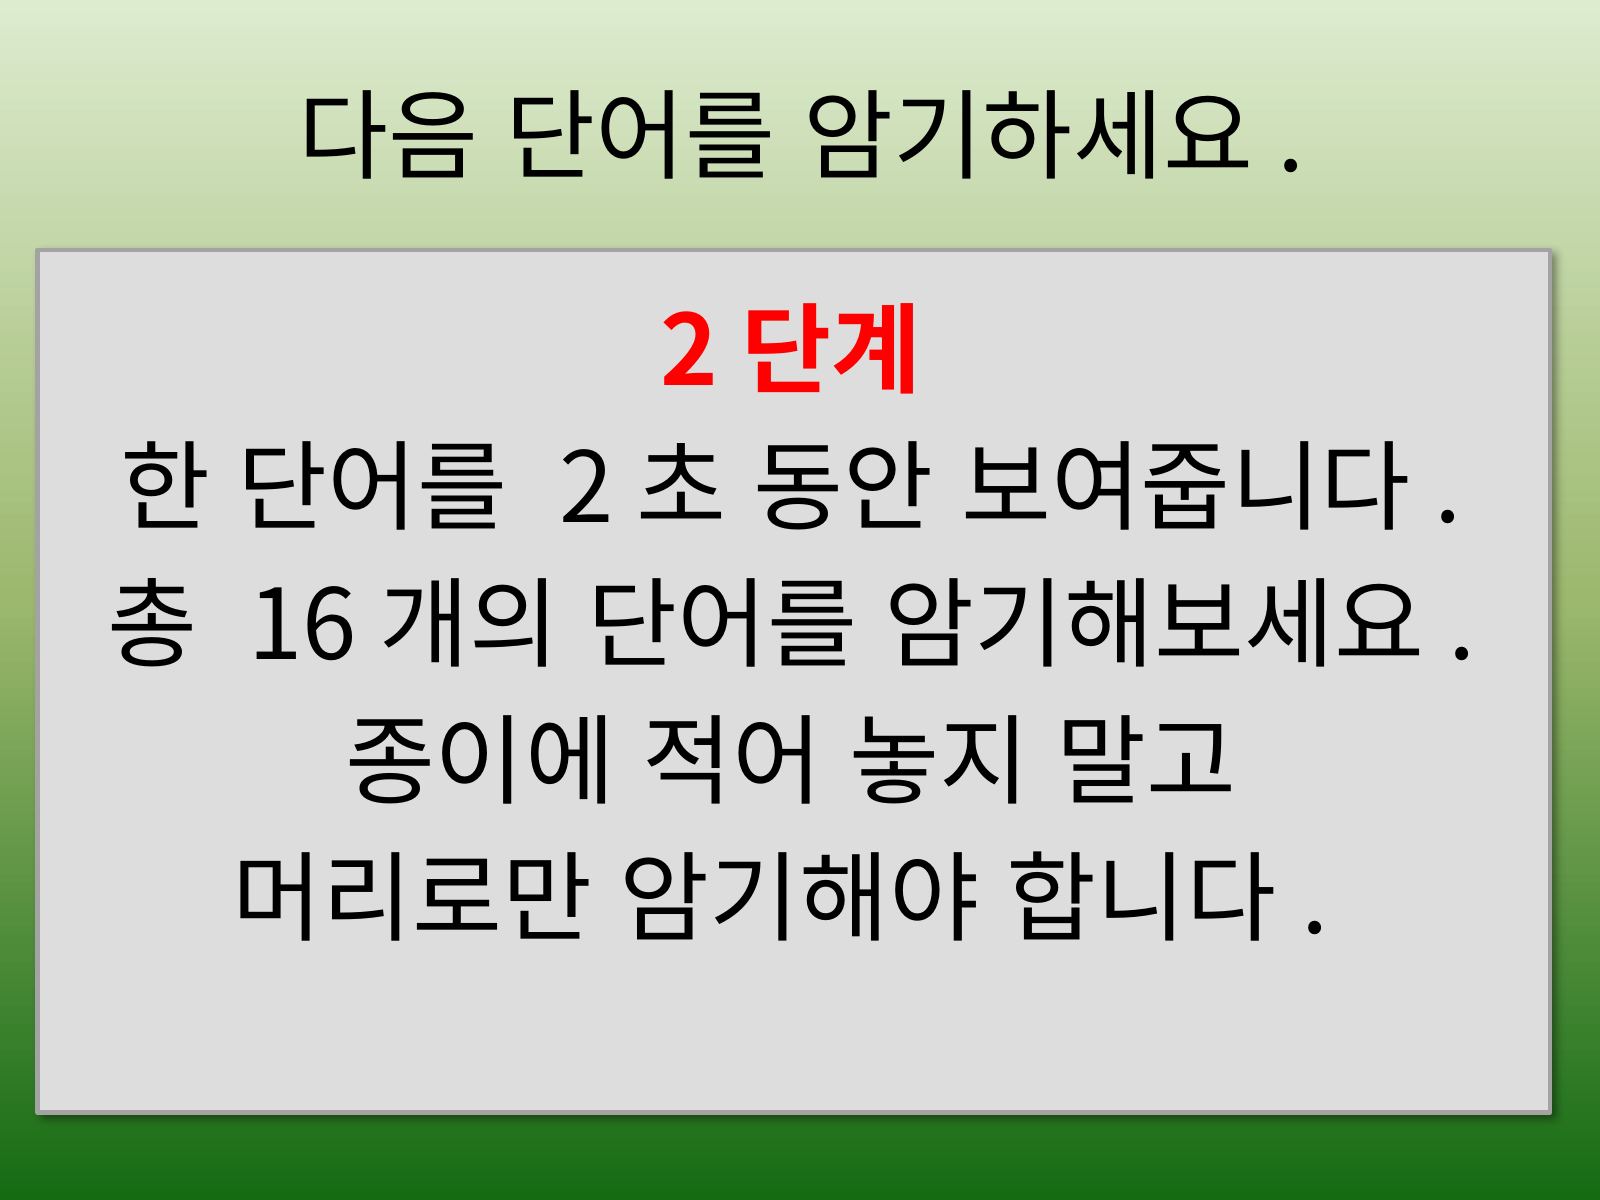 다음 단어를 암기하세요 .
2 단계
한 단어를 2 초 동안 보여줍니다 .
총 16 개의 단어를 암기해보세요 .
종이에 적어 놓지 말고
머리로만 암기해야 합니다 .